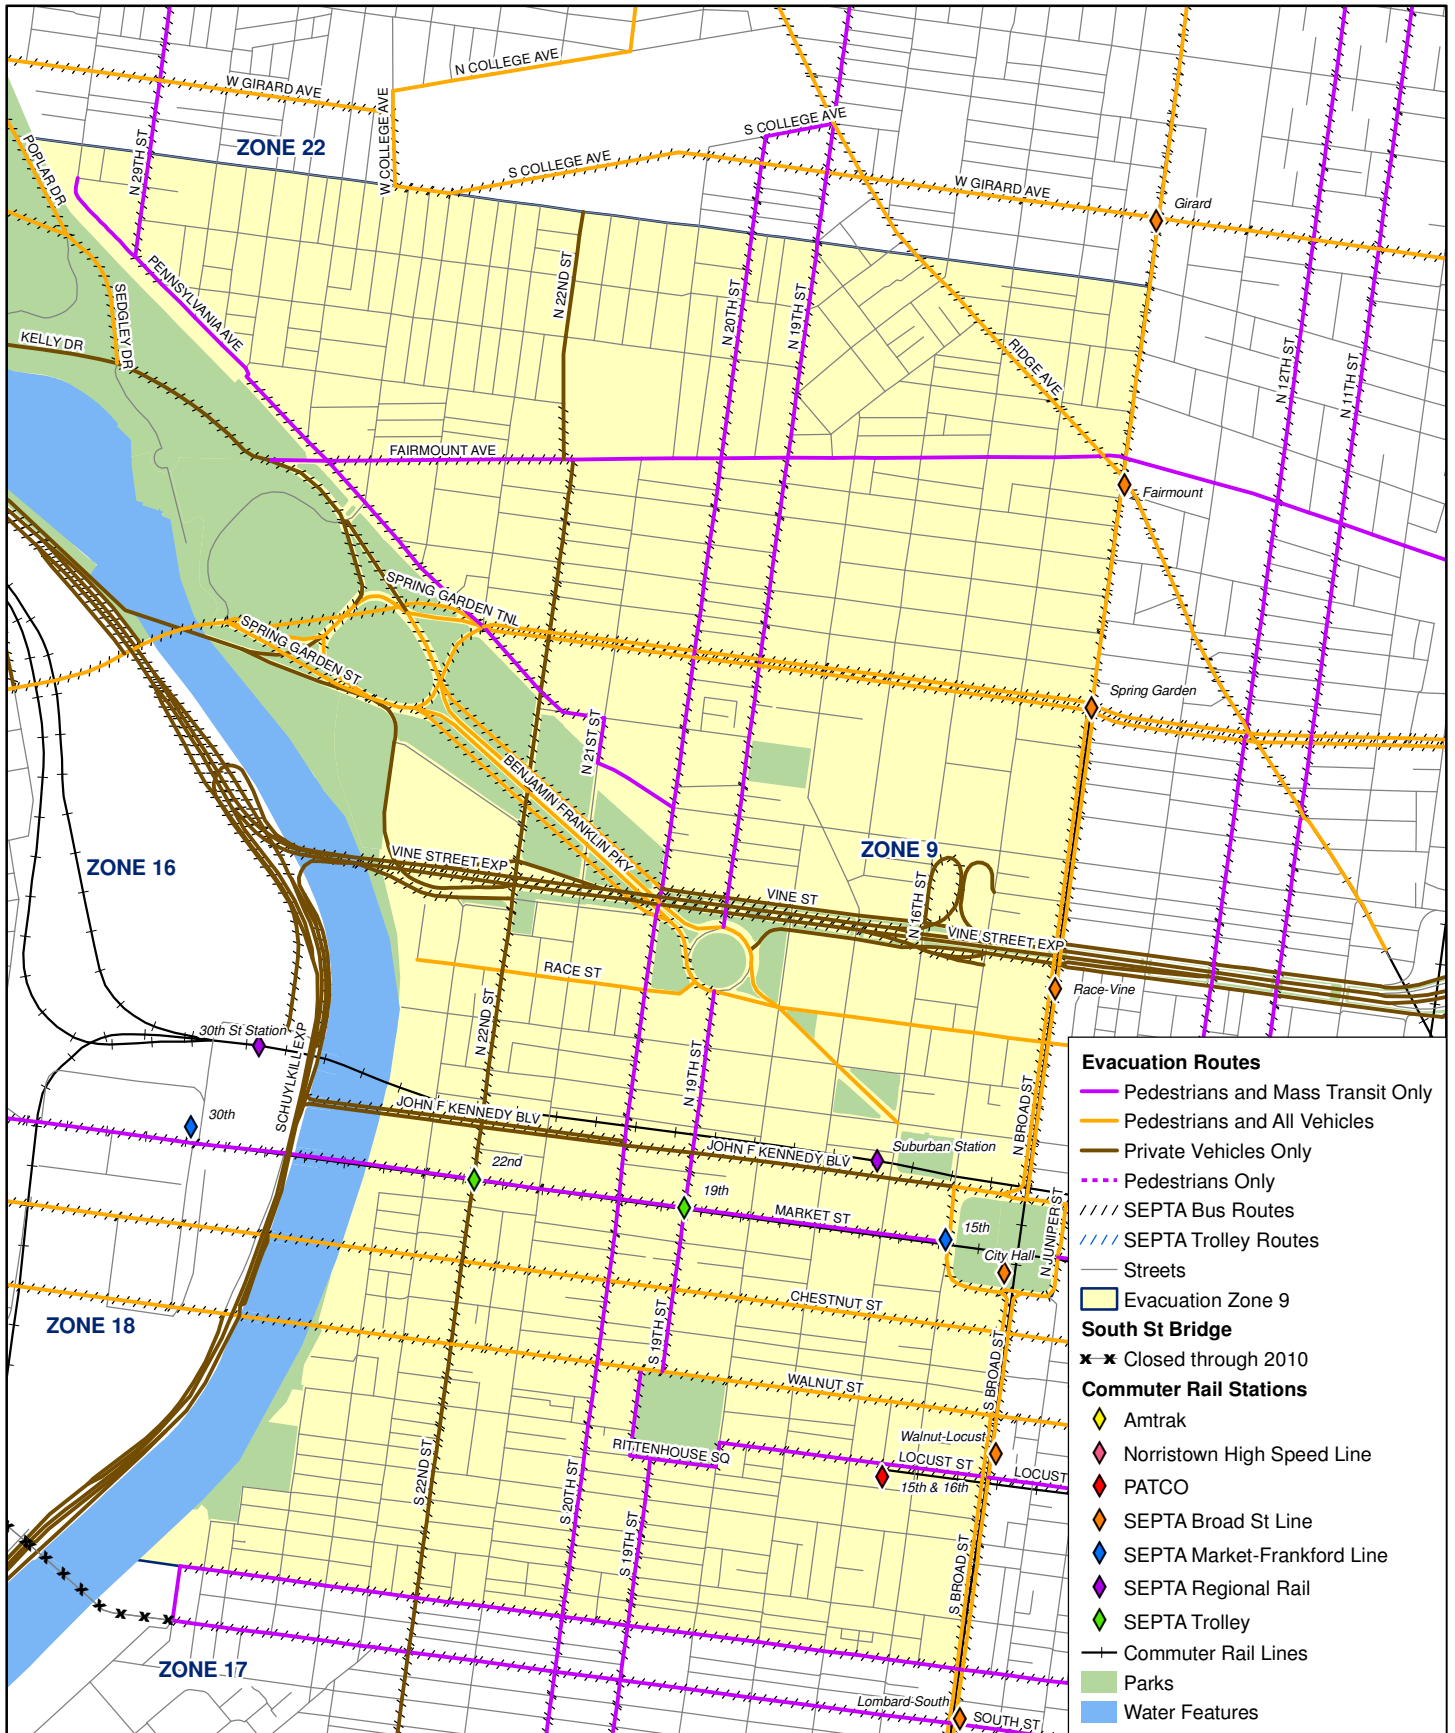 N COLLEGE AVE
W GIRARD AVE
W COLLEGE AVE
S COLLEGE AVE
N 29TH ST
ZONE 22
POPLAR DR
S COLLEGE AVE
W GIRARD AVE
Girard
N 22ND ST
PENNSYLVANIA AVE
SEDGLEY DR
N 20TH ST
N 19TH ST
KELLY DR
RIDGE AVE
N 12TH ST
N 11TH ST
FAIRMOUNT AVE
Fairmount
SPRING GARDEN TNL
SPRING GARDEN ST
Spring Garden
N 21ST ST
BENJAMIN FRANKLIN PKY
ZONE 16
VINE STREET EXP
ZONE 9
VINE ST
N 16TH ST
VINE STREET EXP
RACE ST
Race-Vine
N 22ND ST
30th St Station
SCHUYLKILL EXP
N 19TH ST
30th
JOHN F KENNEDY BLV
JOHN F KENNEDY BLV
N BROAD ST
Suburban Station
22nd
19th
MARKET ST
15th
City Hall
N JUNIPER ST
ZONE 18
CHESTNUT ST
S 19TH ST
S BROAD ST
WALNUT ST
Walnut-Locust
RITTENHOUSE SQ
LOCUST ST
LOCUST
15th & 16th
S 22ND ST
S 20TH ST
S 19TH ST
S BROAD ST
ZONE 17
Lombard-South
SOUTH ST
Evacuation Routes
Pedestrians and Mass Transit Only
Pedestrians and All Vehicles
Private Vehicles Only
Pedestrians Only
SEPTA Bus Routes
SEPTA Trolley Routes
Streets
Evacuation Zone 9
South St Bridge
Closed through 2010
Commuter Rail Stations
Amtrak
Norristown High Speed Line
PATCO
SEPTA Broad St Line
SEPTA Market-Frankford Line
SEPTA Regional Rail
SEPTA Trolley
Commuter Rail Lines
Parks
Water Features